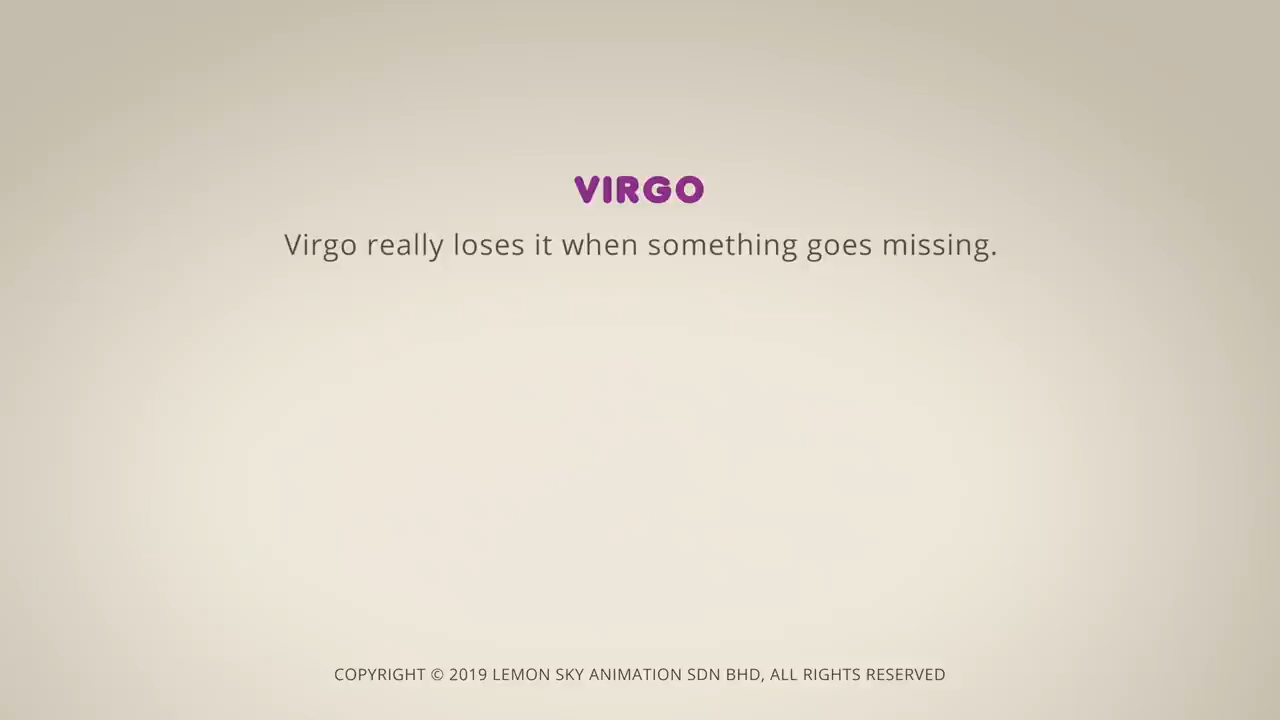 VIRGO
Virgo really loses it when something goes missing.
COPYRIGHT © 2019 LEMON SKY ANIMATION SDN BHD, ALL RIGHTS RESERVED